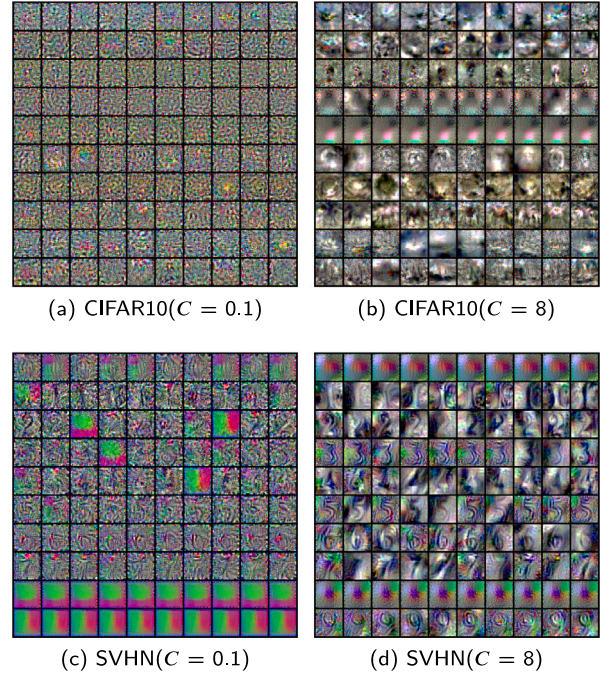 (a) CIFAR10(C = 0.1)
(b) CIFAR10(C = 8)
(c) SVHN(C = 0.1)
(d) SVHN(C = 8)